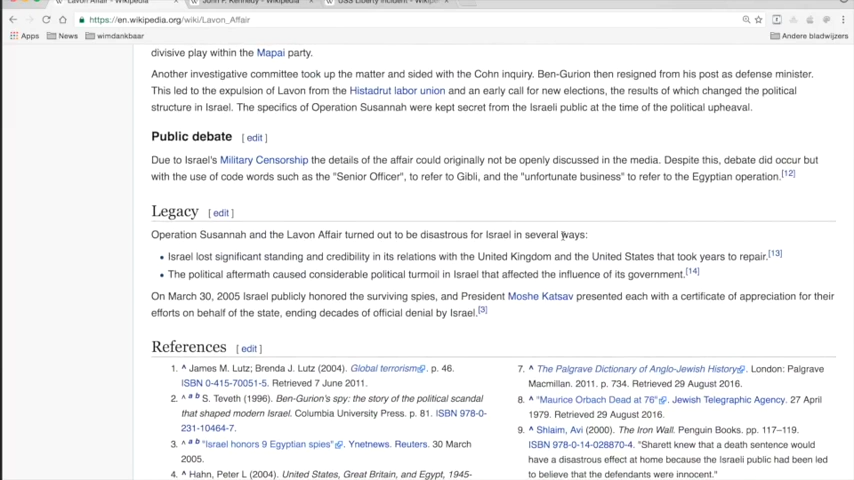 Lavon Affair - Wikipedia
John F. Kennedy - Wikipedia
USS Liberty incident - Wikipe
https://en.wikipedia.org/wiki/Lavon_Affair
Apps News wimdankbaar Andere bladwijzers
divisive play within the Mapai party.
Another investigative committee took up the matter and sided with the Cohn inquiry. Ben-Gurion then resigned from his post as defense minister.
This led to the expulsion of Lavon from the Histadrut labor union and an early call for new elections, the results of which changed the political
structure in Israel. The specifics of Operation Susannah were kept secret from the Israeli public at the time of the political upheaval.
Public debate [ edit ]
Due to Israel's Military Censorship the details of the affair could originally not be openly discussed in the media. Despite this, debate did occur but
with the use of code words such as the "Senior Officer", to refer to Gibli, and the "unfortunate business" to refer to the Egyptian operation.[12]
Legacy [ edit ]
Operation Susannah and the Lavon Affair turned out to be disastrous for Israel in several ways:
• Israel lost significant standing and credibility in its relations with the United Kingdom and the United States that took years to repair.[13]
• The political aftermath caused considerable political turmoil in Israel that affected the influence of its government.[14]
On March 30, 2005 Israel publicly honored the surviving spies, and President Moshe Katsav presented each with a certificate of appreciation for their
efforts on behalf of the state, ending decades of official denial by Israel.[3]
References [ edit ]
1. ^ James M. Lutz; Brenda J. Lutz (2004). Global terrorism. p. 46.
ISBN 0-415-70051-5. Retrieved 7 June 2011.
2. ^ a b S. Teveth (1996). Ben-Gurion's spy: the story of the political scandal
that shaped modern Israel. Columbia University Press. p. 81. ISBN 978-0-
231-10464-7.
3. ^ a b "Israel honors 9 Egyptian spies". Ynetnews. Reuters. 30 March
2005.
4. ^ Hahn, Peter L (2004). United States, Great Britain, and Egypt, 1945-
7. ^ The Palgrave Dictionary of Anglo-Jewish History. London: Palgrave
Macmillan. 2011. p. 734. Retrieved 29 August 2016.
8. ^ "Maurice Orbach Dead at 76". Jewish Telegraphic Agency. 27 April
1979. Retrieved 29 August 2016.
9. ^ Shlaim, Avi (2000). The Iron Wall. Penguin Books. pp. 117–119.
ISBN 978-0-14-028870-4. "Sharett knew that a death sentence would
have a disastrous effect at home because the Israeli public had been led
to believe that the defendants were innocent."